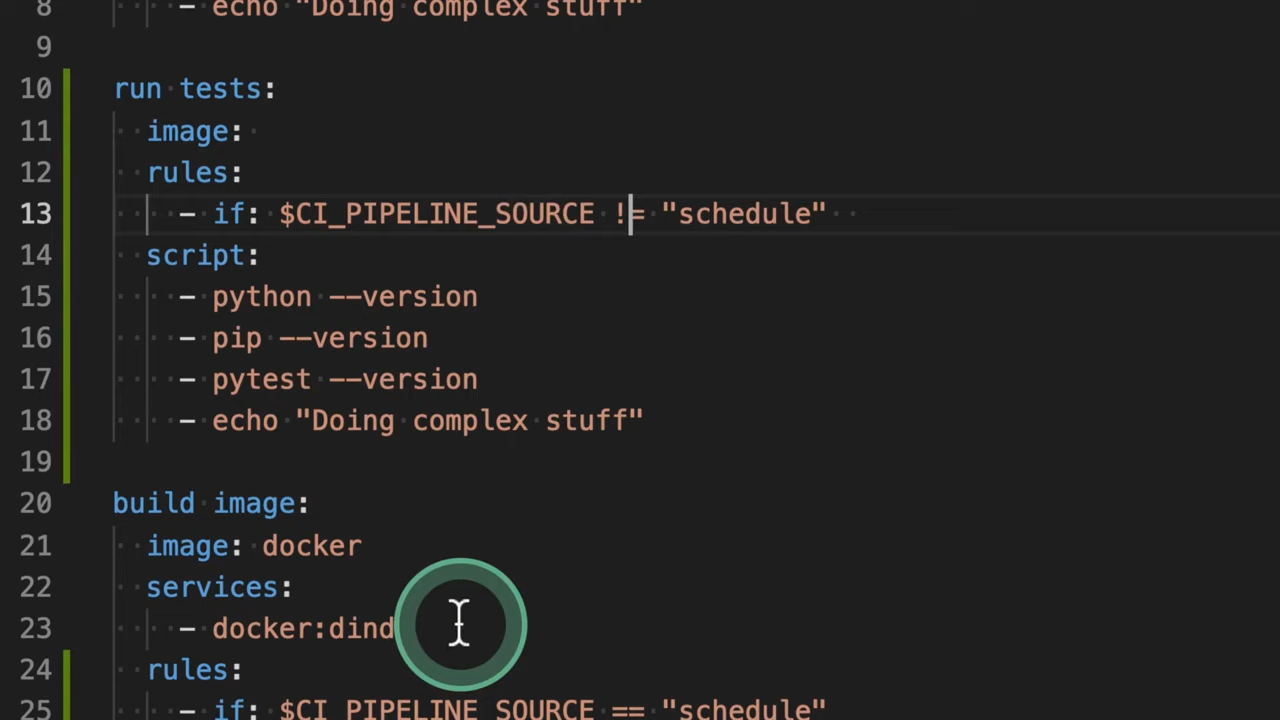 8 - echo "Doing complex stuff"
9
10 run tests:
11 image:
12 rules:
13 - if: $CI_PIPELINE_SOURCE != "schedule"
14 script:
15 - python --version
16 - pip --version
17 - pytest --version
18 - echo "Doing complex stuff"
19
20 build image:
21 image: docker
22 services:
23 - docker:dind
24 rules:
25 - if: $CI_PIPELINE_SOURCE == "schedule"